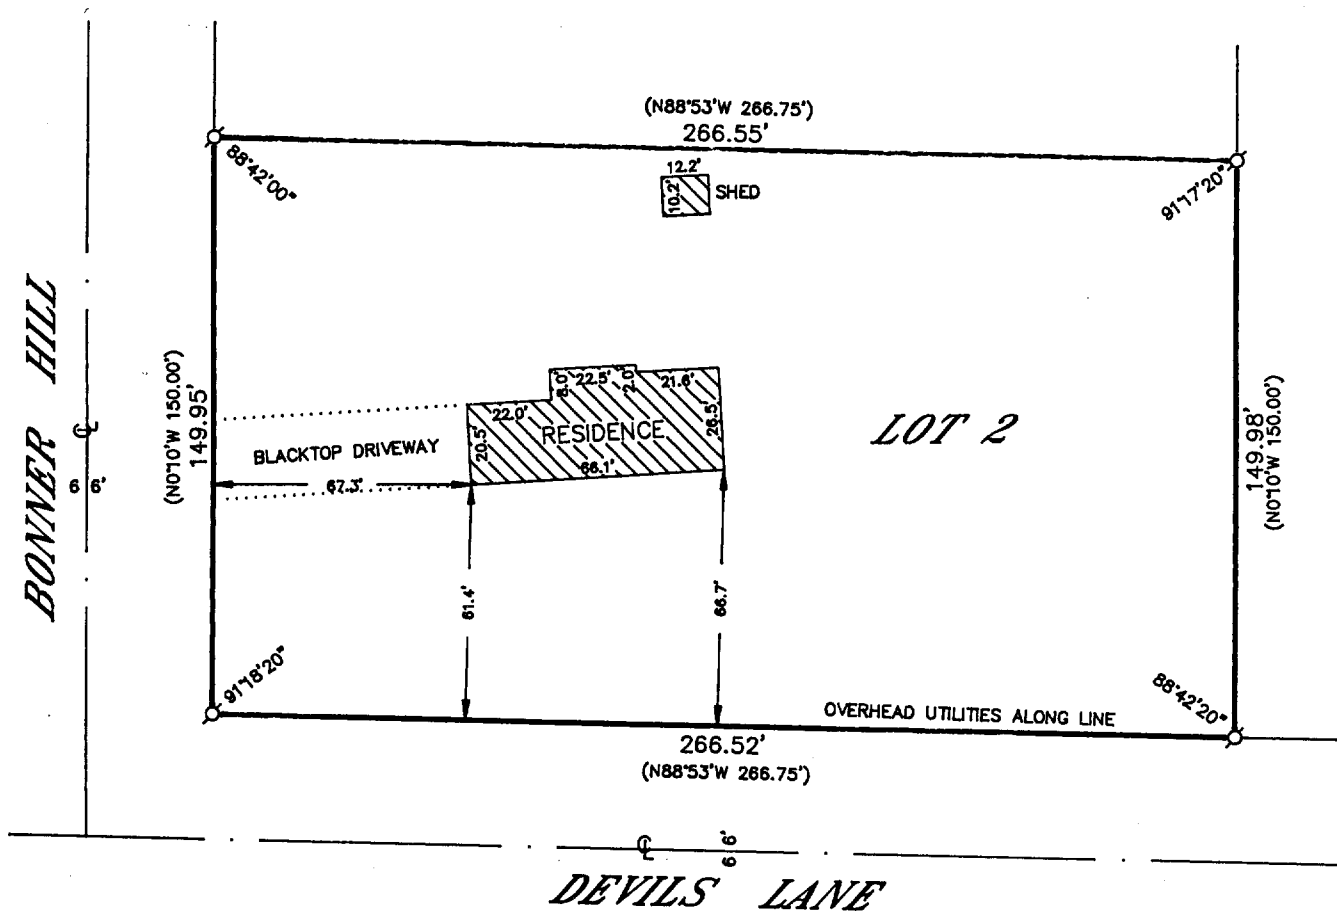 (N88°53'W 266.75')
266.55'
88°42'00"
91°17'20"
12.2'
10.2'
SHED
BONNER HILL
℄
6 6'
(N0°10'W 150.00')
149.95'
BLACKTOP DRIVEWAY
67.3'
22.0'
8.0'
22.5'
2.0'
21.6'
20.5'
RESIDENCE
26.5'
66.1'
LOT 2
149.98'
(N0°10'W 150.00')
61.4'
66.7'
91°18'20"
88°42'20"
OVERHEAD UTILITIES ALONG LINE
266.52'
(N88°53'W 266.75')
℄
6 6'
DEVILS LANE